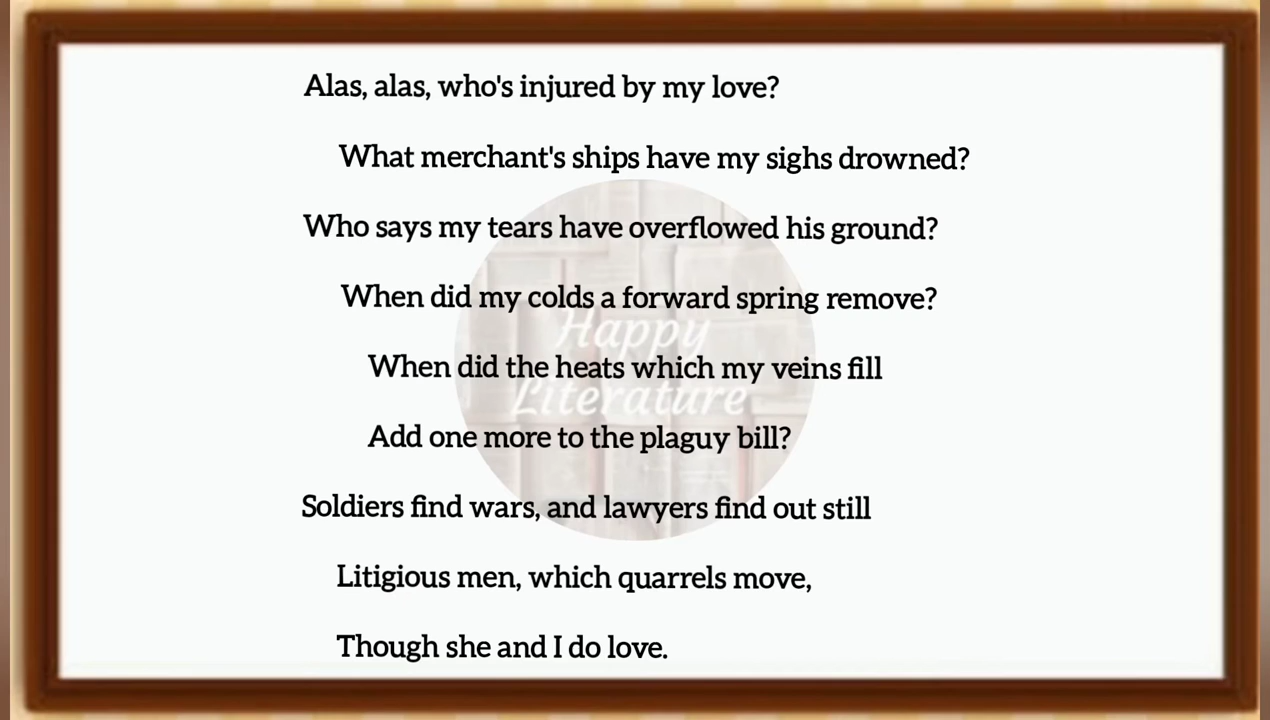 Alas, alas, who's injured by my love?
What merchant's ships have my sighs drowned?
Who says my tears have overflowed his ground?
When did my colds a forward spring remove?
When did the heats which my veins fill
Add one more to the plaguy bill?
Soldiers find wars, and lawyers find out still
Litigious men, which quarrels move,
Though she and I do love.
Happy
Literature